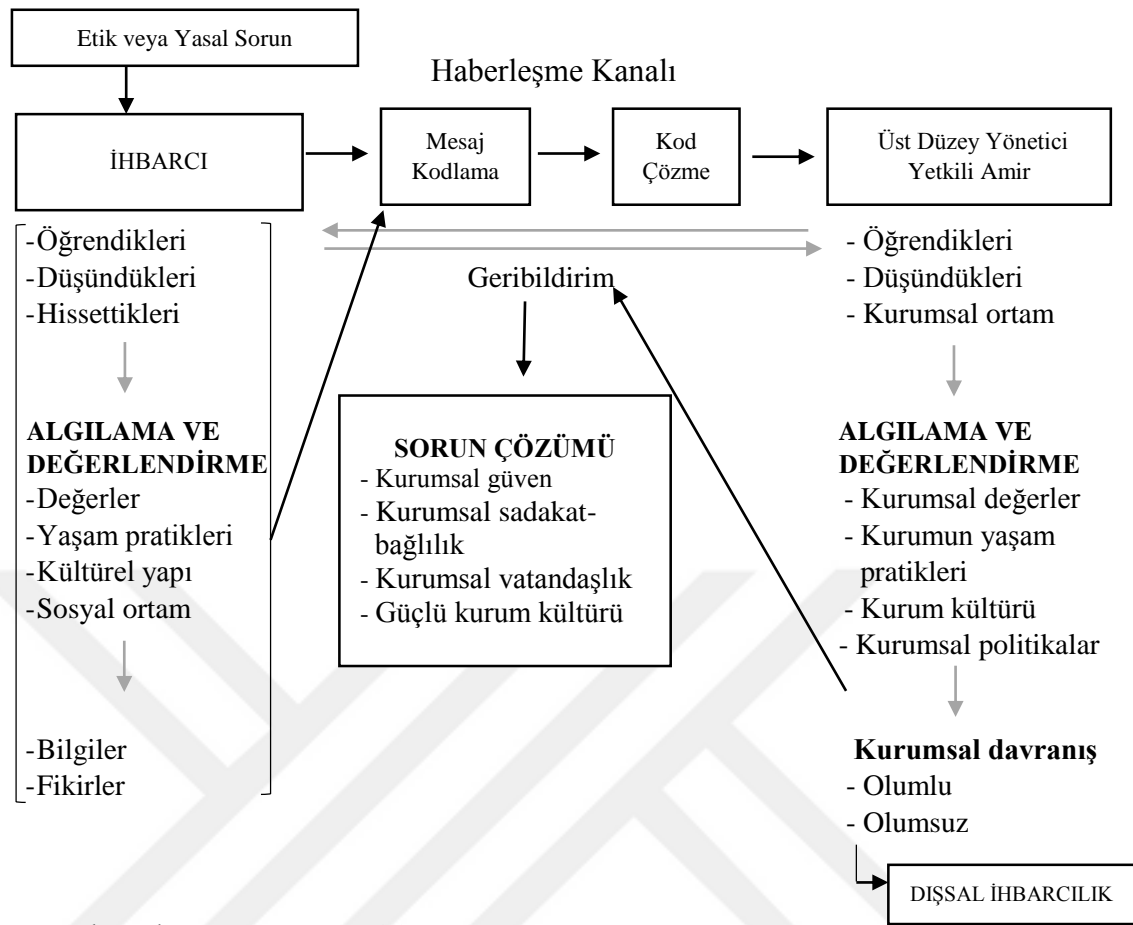 Etik veya Yasal Sorun
Haberleşme Kanalı
İHBARCI
Mesaj
Kodlama
Kod
Çözme
Üst Düzey Yönetici
Yetkili Amir
-Öğrendikleri
-Düşündükleri
-Hissettikleri
ALGILAMA VE
DEĞERLENDİRME
-Değerler
-Yaşam pratikleri
-Kültürel yapı
-Sosyal ortam
-Bilgiler
-Fikirler
Geribildirim
SORUN ÇÖZÜMÜ
- Kurumsal güven
- Kurumsal sadakat-
bağlılık
- Kurumsal vatandaşlık
- Güçlü kurum kültürü
- Öğrendikleri
- Düşündükleri
- Kurumsal ortam
ALGILAMA VE
DEĞERLENDİRME
- Kurumsal değerler
- Kurumun yaşam
pratikleri
- Kurum kültürü
- Kurumsal politikalar
Kurumsal davranış
- Olumlu
- Olumsuz
DIŞSAL İHBARCILIK